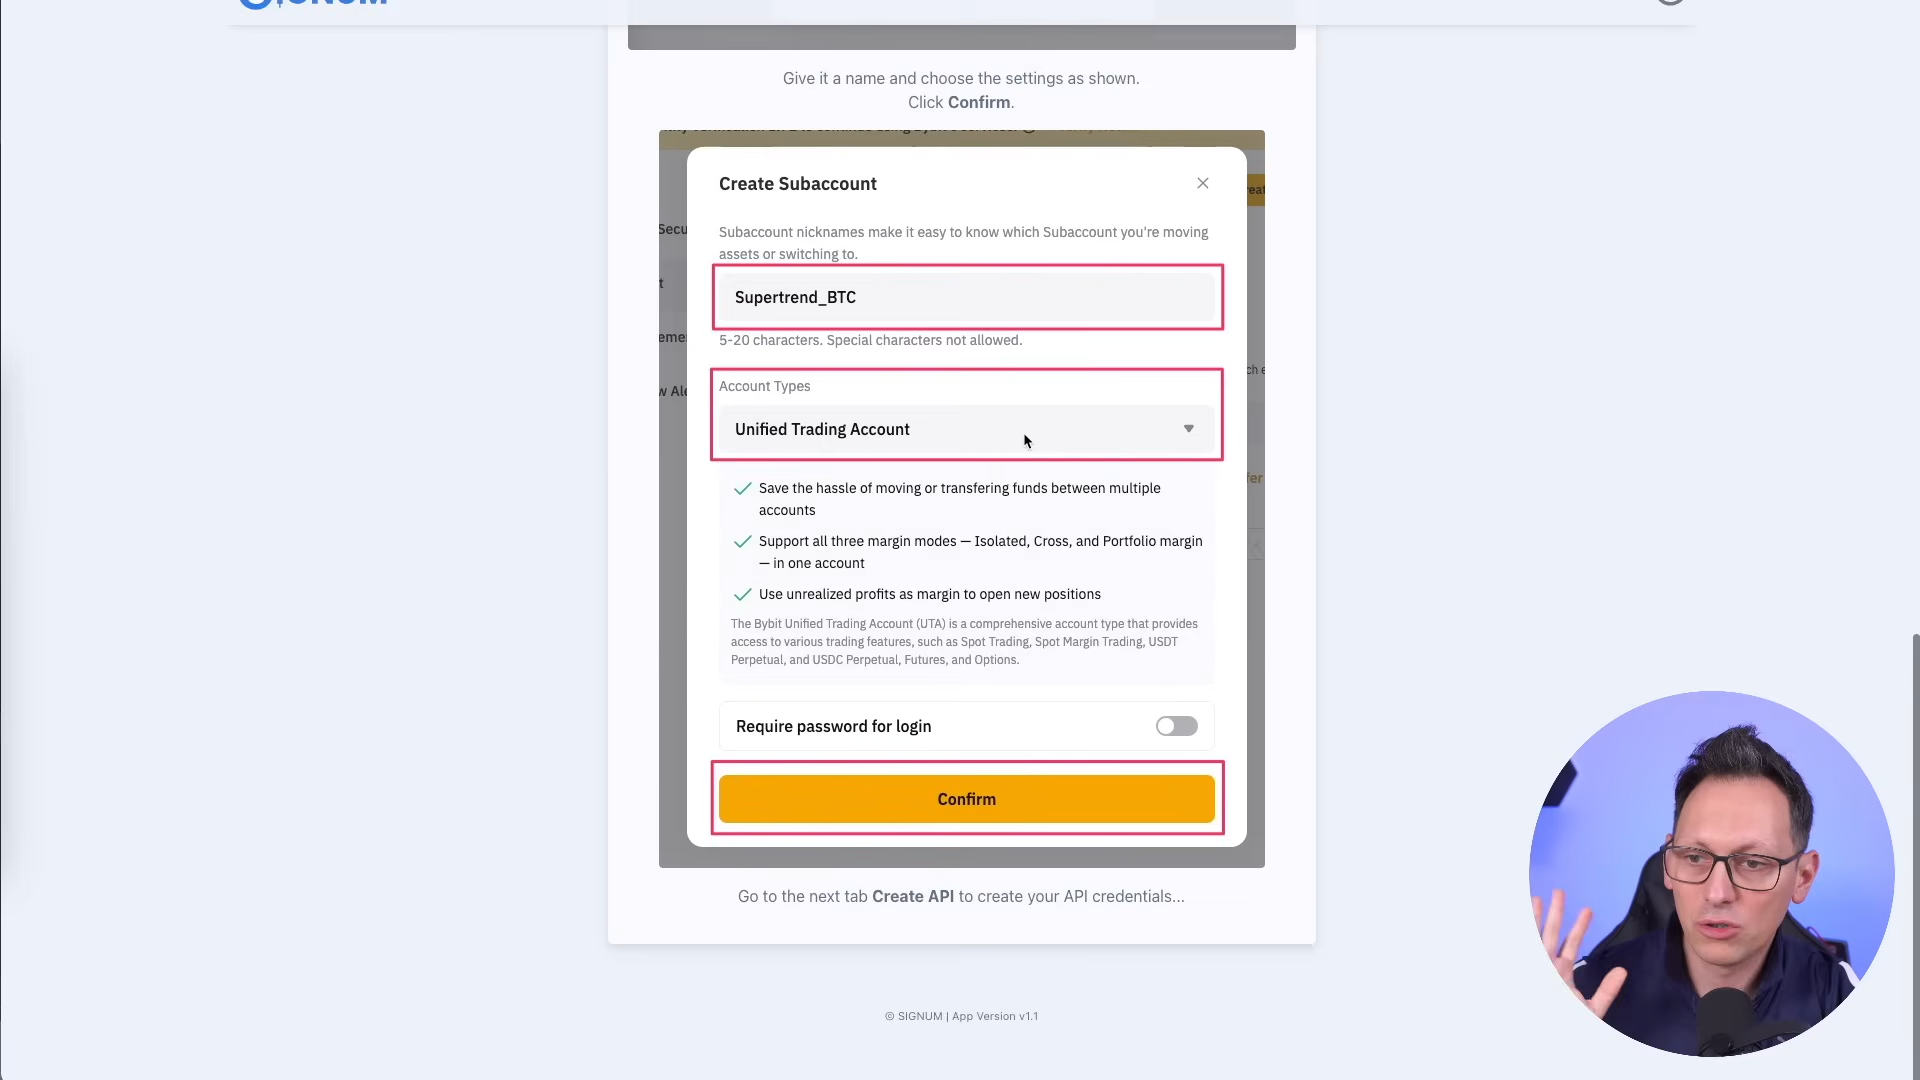 SIGNUM
Give it a name and choose the settings as shown.
Click Confirm.
Create Subaccount
Subaccount nicknames make it easy to know which Subaccount you're moving
assets or switching to.
Supertrend_BTC
5-20 characters. Special characters not allowed.
Account Types
Unified Trading Account
Save the hassle of moving or transfering funds between multiple
accounts
Support all three margin modes — Isolated, Cross, and Portfolio margin
— in one account
Use unrealized profits as margin to open new positions
The Bybit Unified Trading Account (UTA) is a comprehensive account type that provides
access to various trading features, such as Spot Trading, Spot Margin Trading, USDT
Perpetual, and USDC Perpetual, Futures, and Options.
Require password for login
Confirm
Go to the next tab Create API to create your API credentials...
© SIGNUM | App Version v1.1